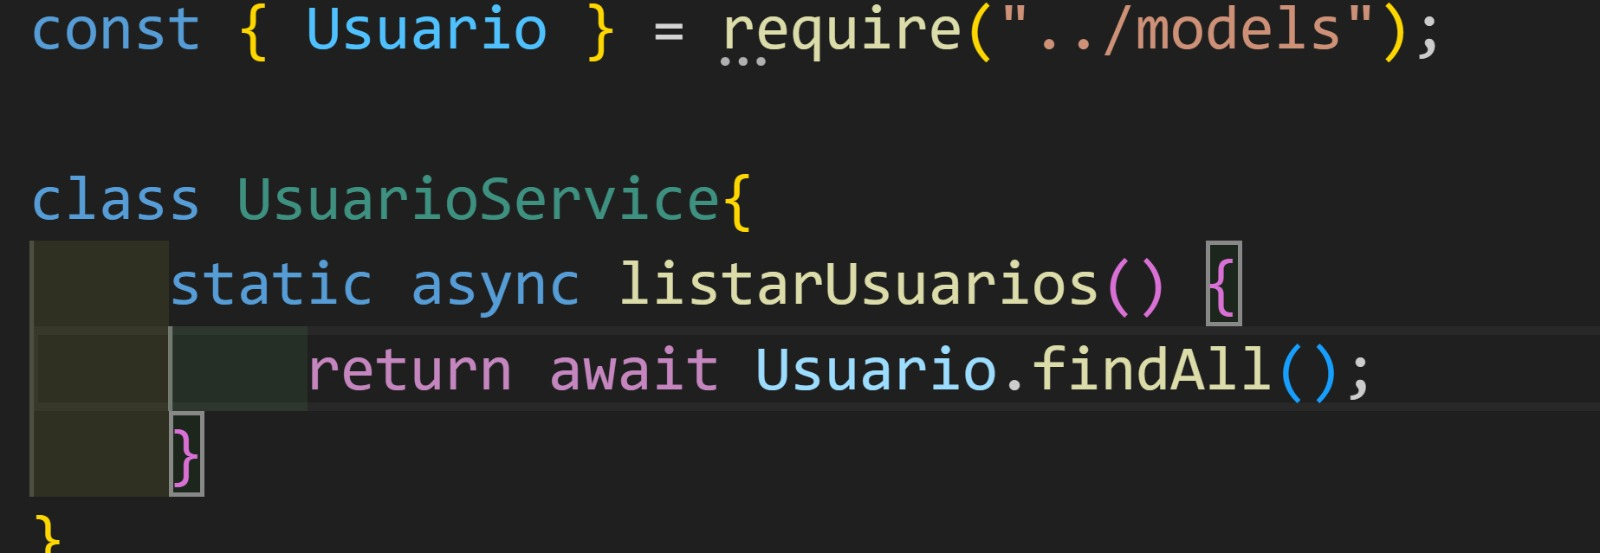 const { Usuario } = require("../models");
class UsuarioService{
static async listarUsuarios() {
return await Usuario.findAll();
}
}